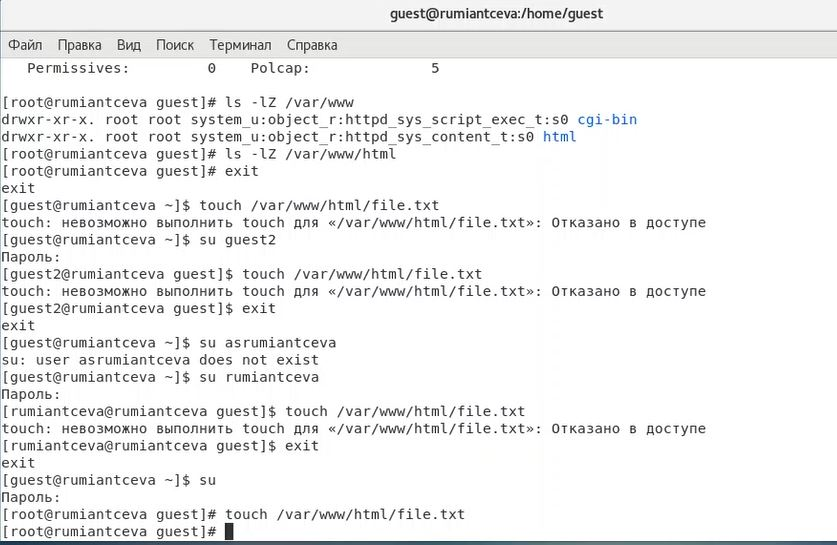 guest@rumiantceva:/home/guest
Файл Правка Вид Поиск Терминал Справка
Permissives: 0 Polcap: 5
[root@rumiantceva guest]# ls -lZ /var/www
drwxr-xr-x. root root system_u:object_r:httpd_sys_script_exec_t:s0 cgi-bin
drwxr-xr-x. root root system_u:object_r:httpd_sys_content_t:s0 html
[root@rumiantceva guest]# ls -lZ /var/www/html
[root@rumiantceva guest]# exit
exit
[guest@rumiantceva ~]$ touch /var/www/html/file.txt
touch: невозможно выполнить touch для «/var/www/html/file.txt»: Отказано в доступе
[guest@rumiantceva ~]$ su guest2
Пароль:
[guest2@rumiantceva guest]$ touch /var/www/html/file.txt
touch: невозможно выполнить touch для «/var/www/html/file.txt»: Отказано в доступе
[guest2@rumiantceva guest]$ exit
exit
[guest@rumiantceva ~]$ su asrumiantceva
su: user asrumiantceva does not exist
[guest@rumiantceva ~]$ su rumiantceva
Пароль:
[rumiantceva@rumiantceva guest]$ touch /var/www/html/file.txt
touch: невозможно выполнить touch для «/var/www/html/file.txt»: Отказано в доступе
[rumiantceva@rumiantceva guest]$ exit
exit
[guest@rumiantceva ~]$ su
Пароль:
[root@rumiantceva guest]# touch /var/www/html/file.txt
[root@rumiantceva guest]#